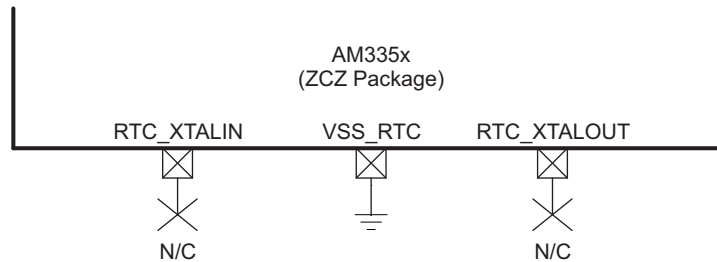 AM335x
(ZCZ Package)
RTC_XTALIN VSS_RTC RTC_XTALOUT
N/C N/C